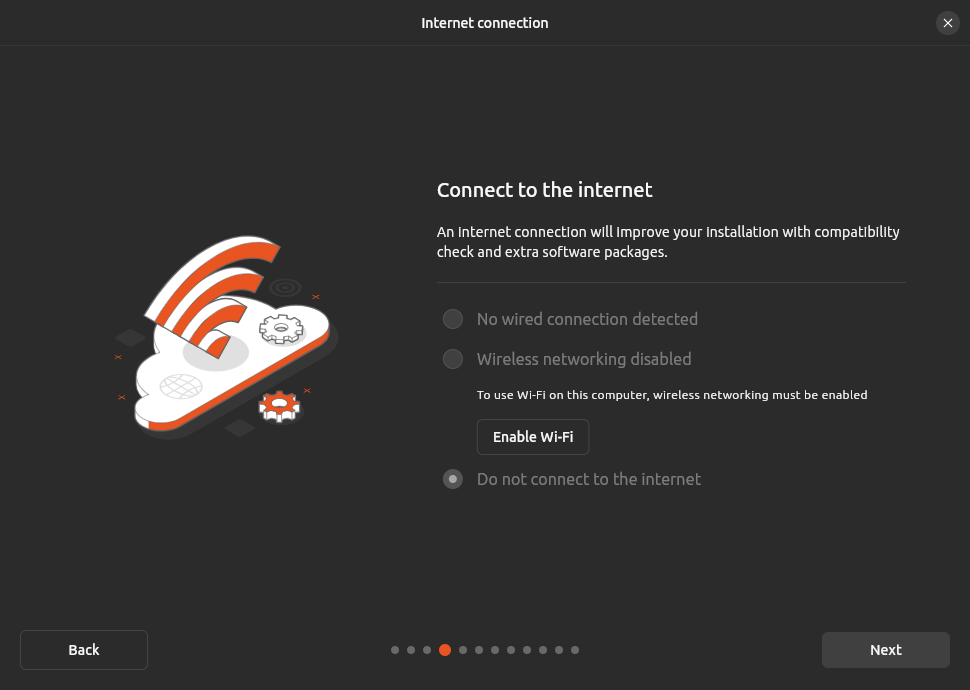 Internet connection
Connect to the internet
An internet connection will improve your installation with compatibility
check and extra software packages.
No wired connection detected
Wireless networking disabled
To use Wi-Fi on this computer, wireless networking must be enabled
Enable Wi-Fi
Do not connect to the internet
Back
Next